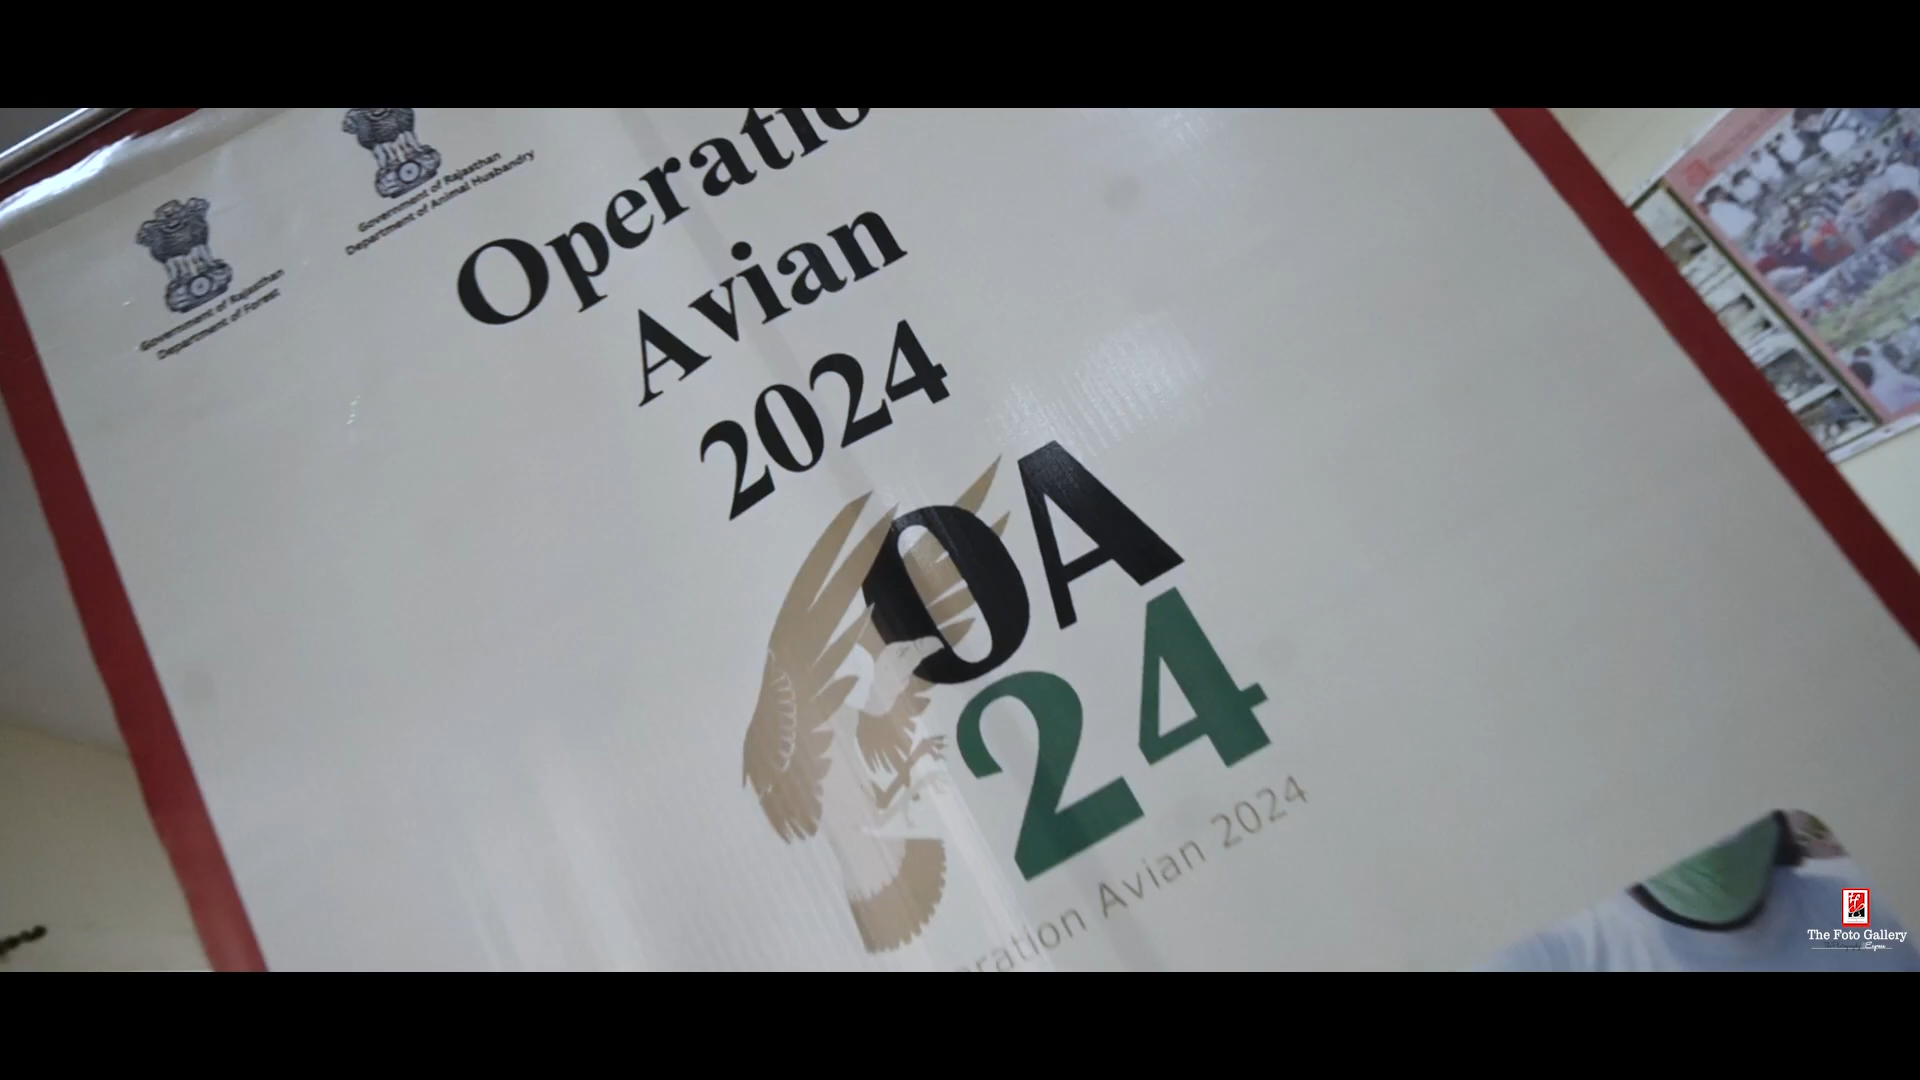 Government of Rajasthan
Department of Forest
Government of Rajasthan
Department of Animal Husbandry
Operatio
Avian
2024
OA
24
eration Avian 2024
The Foto Gallery